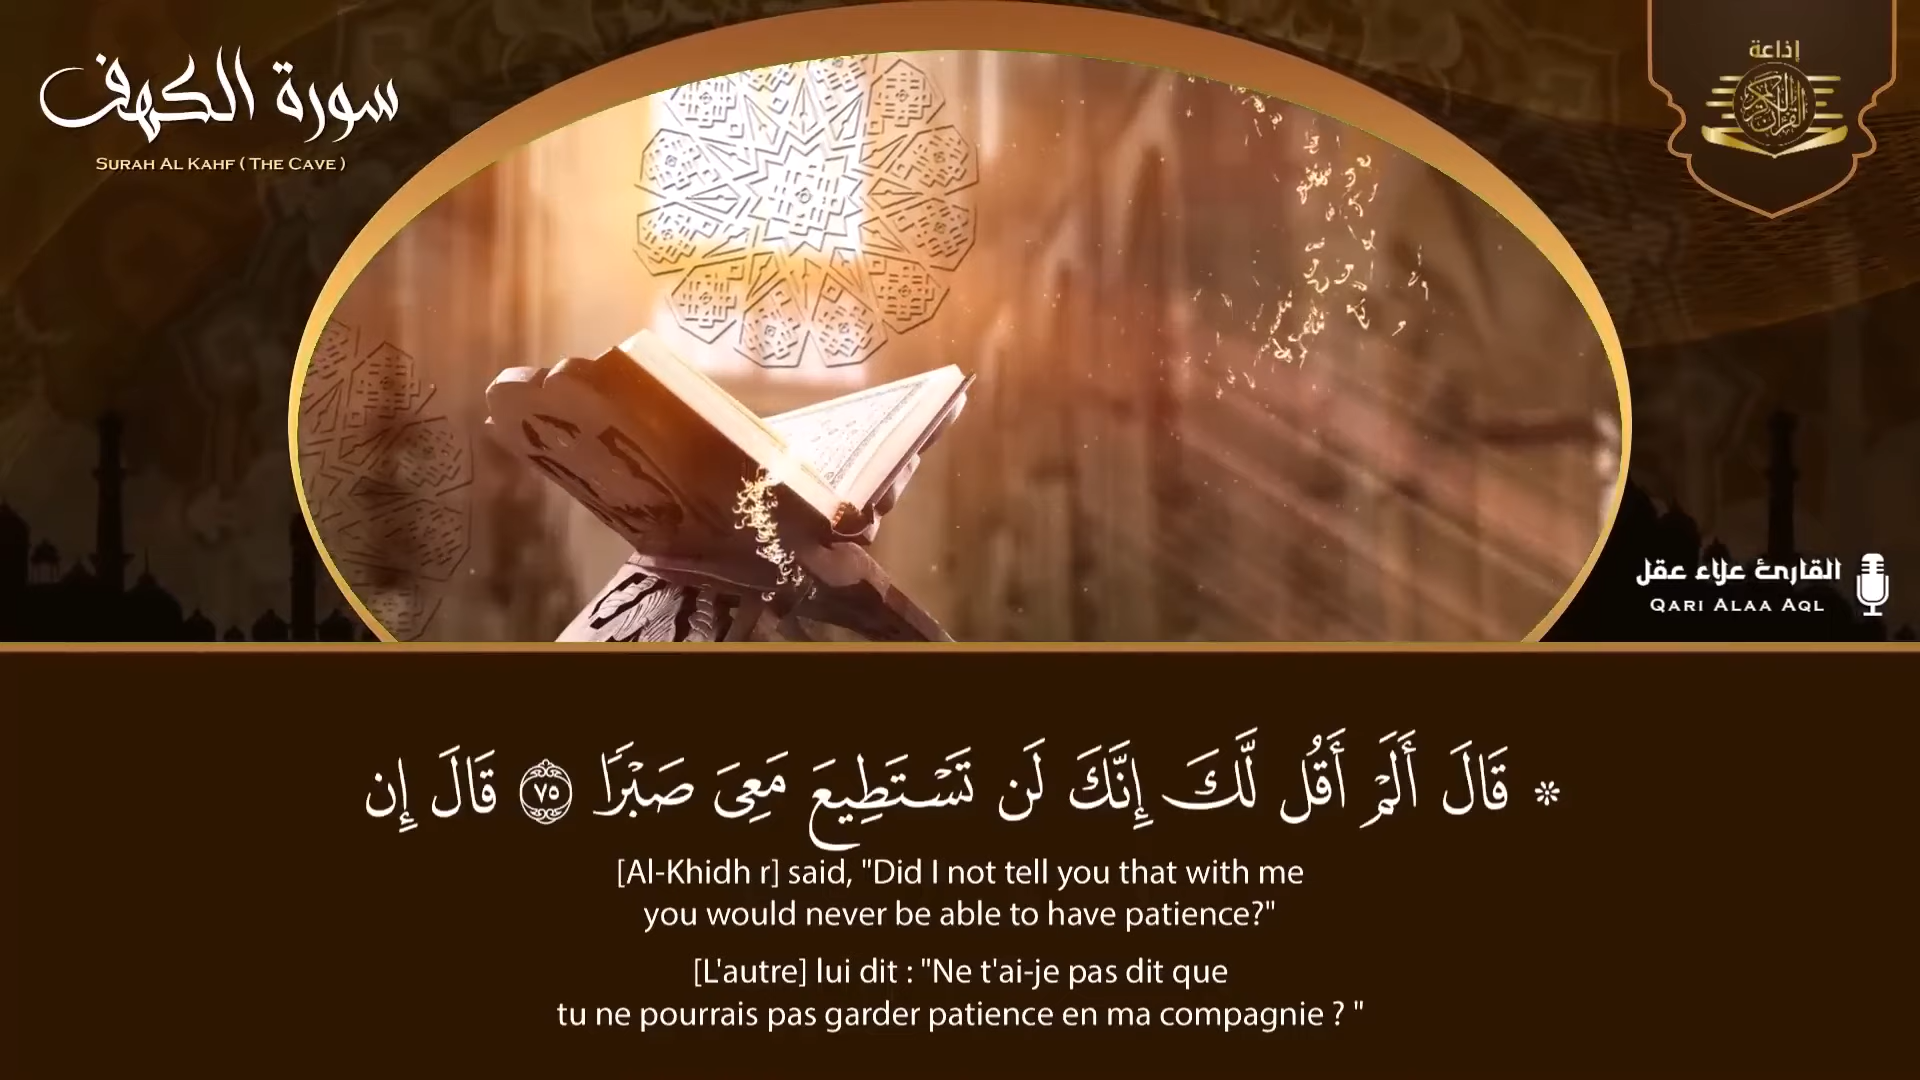 سورة الكهف
SURAH AL KAHF ( THE CAVE )
إذاعة
القرآن الكريم
القارئ علاء عقل
QARI ALAA AQL
* قَالَ أَلَمْ أَقُل لَّكَ إِنَّكَ لَن تَسْتَطِيعَ مَعِىَ صَبْرًا ٧٥ قَالَ إِن
[Al-Khidh r] said, "Did I not tell you that with me
you would never be able to have patience?"
[L'autre] lui dit : "Ne t'ai-je pas dit que
tu ne pourrais pas garder patience en ma compagnie ? "